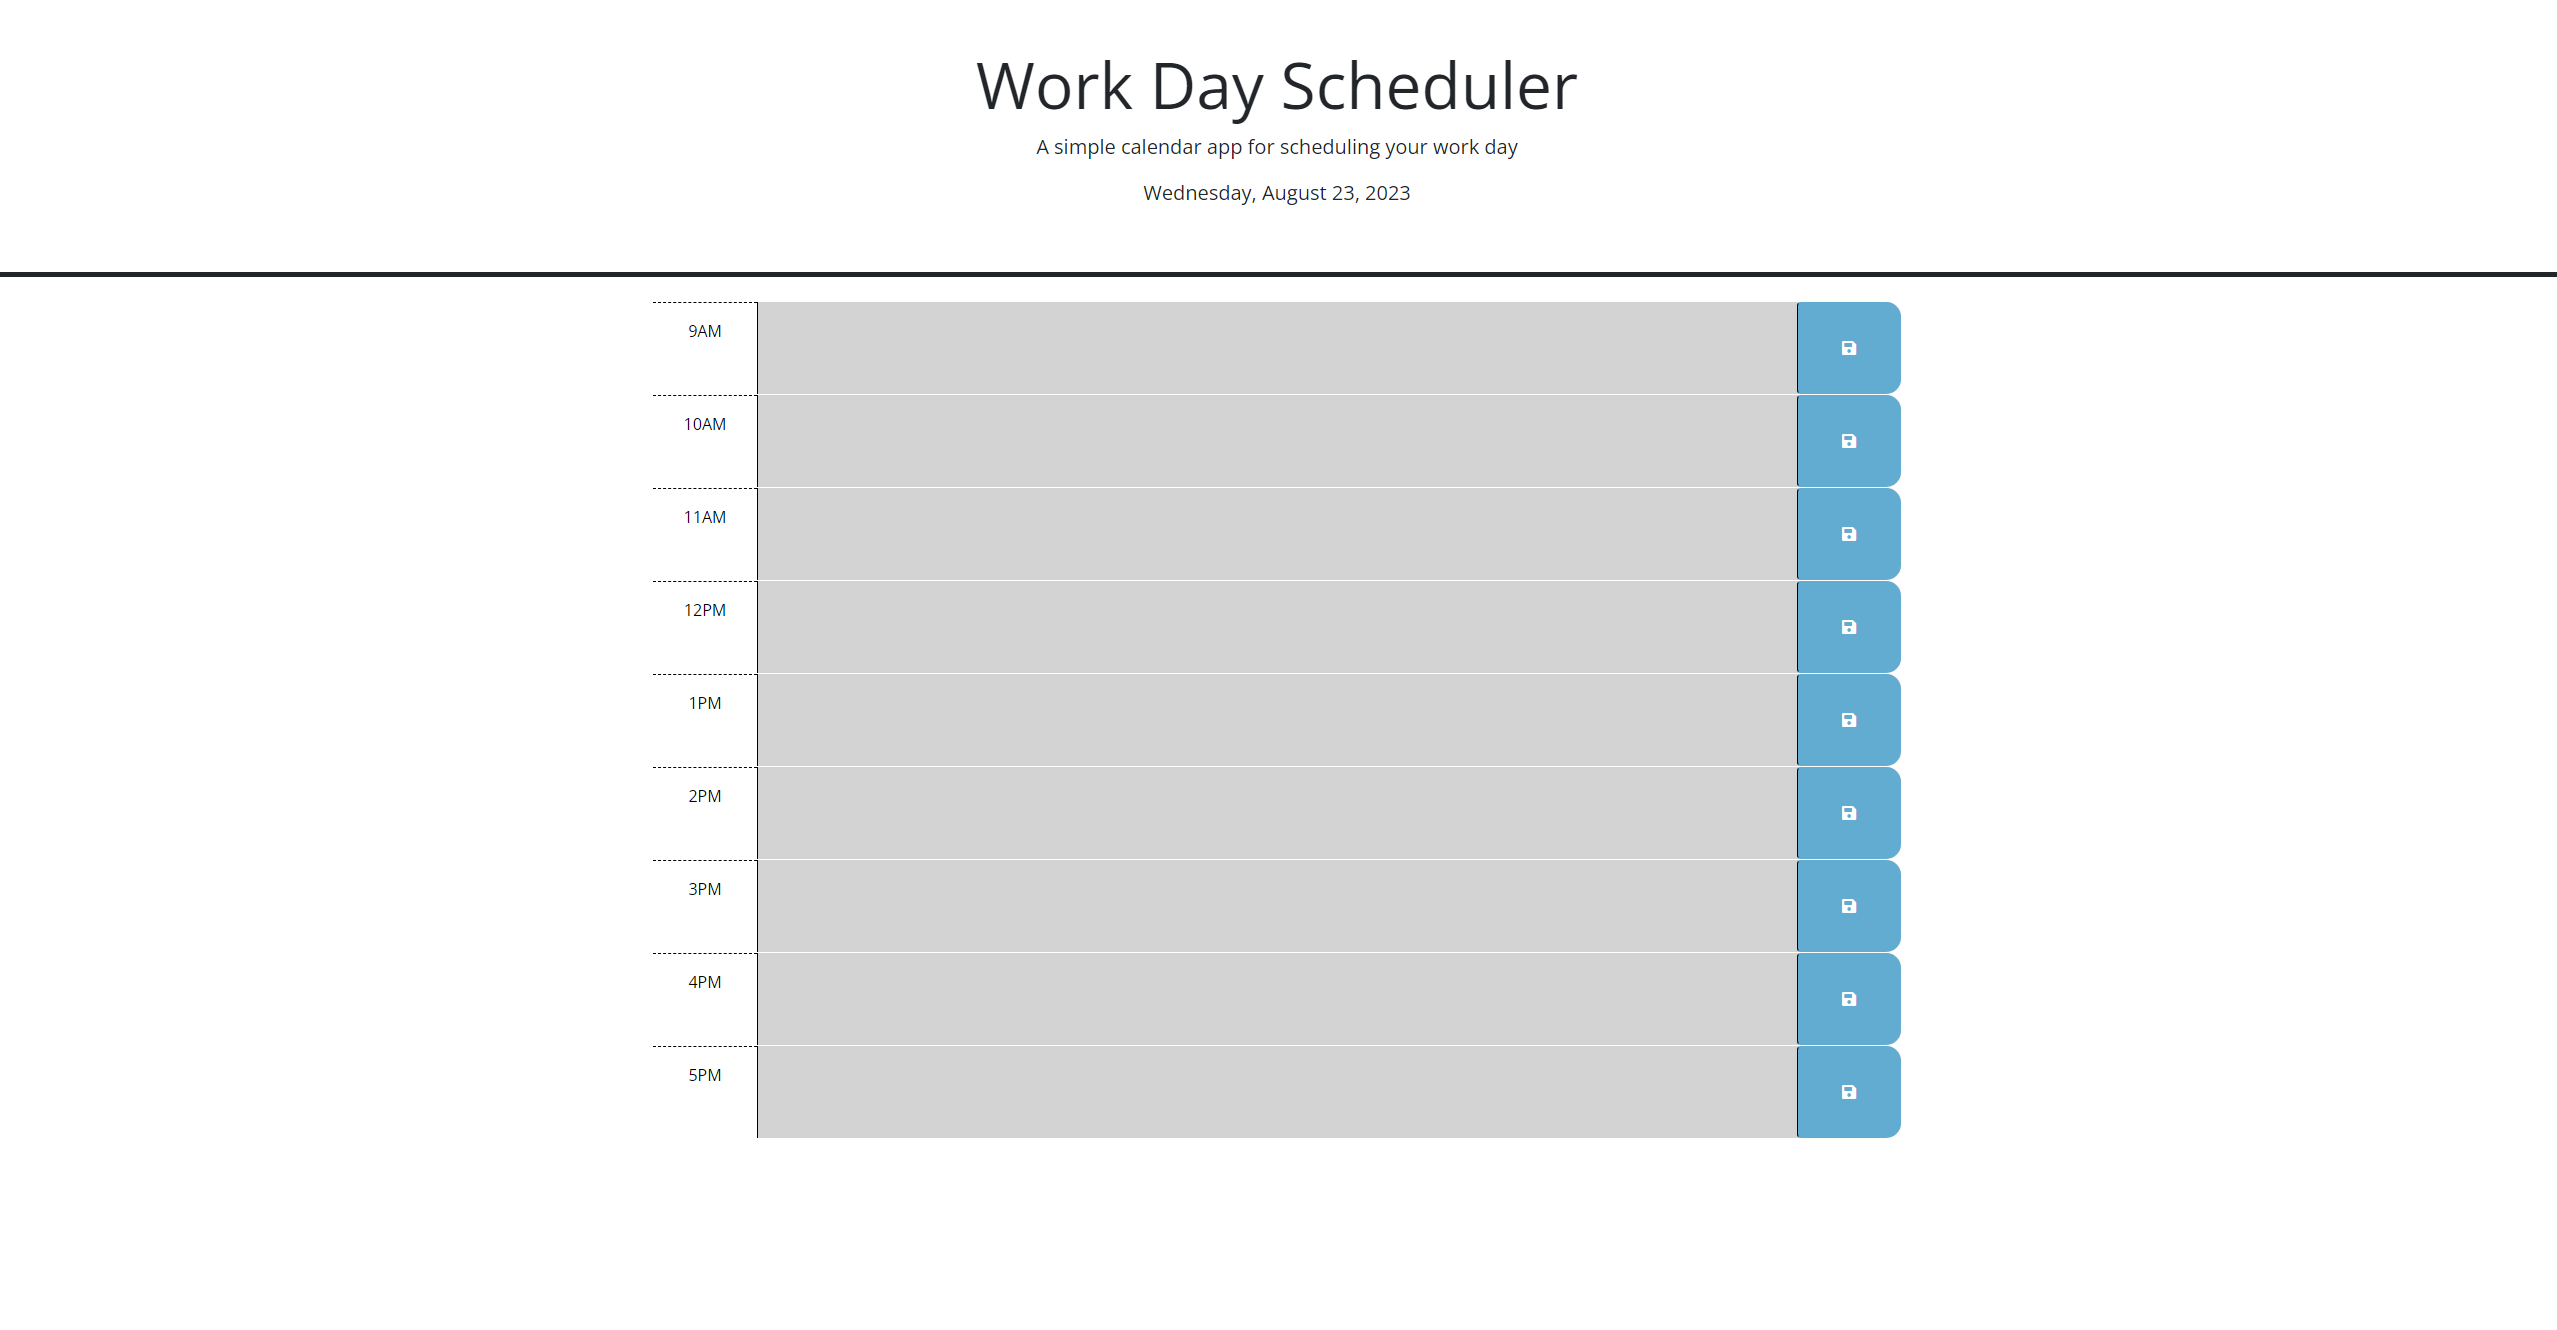 Work Day Scheduler
A simple calendar app for scheduling your work day
Wednesday, August 23, 2023
9AM
10AM
11AM
12PM
1PM
2PM
3PM
4PM
5PM